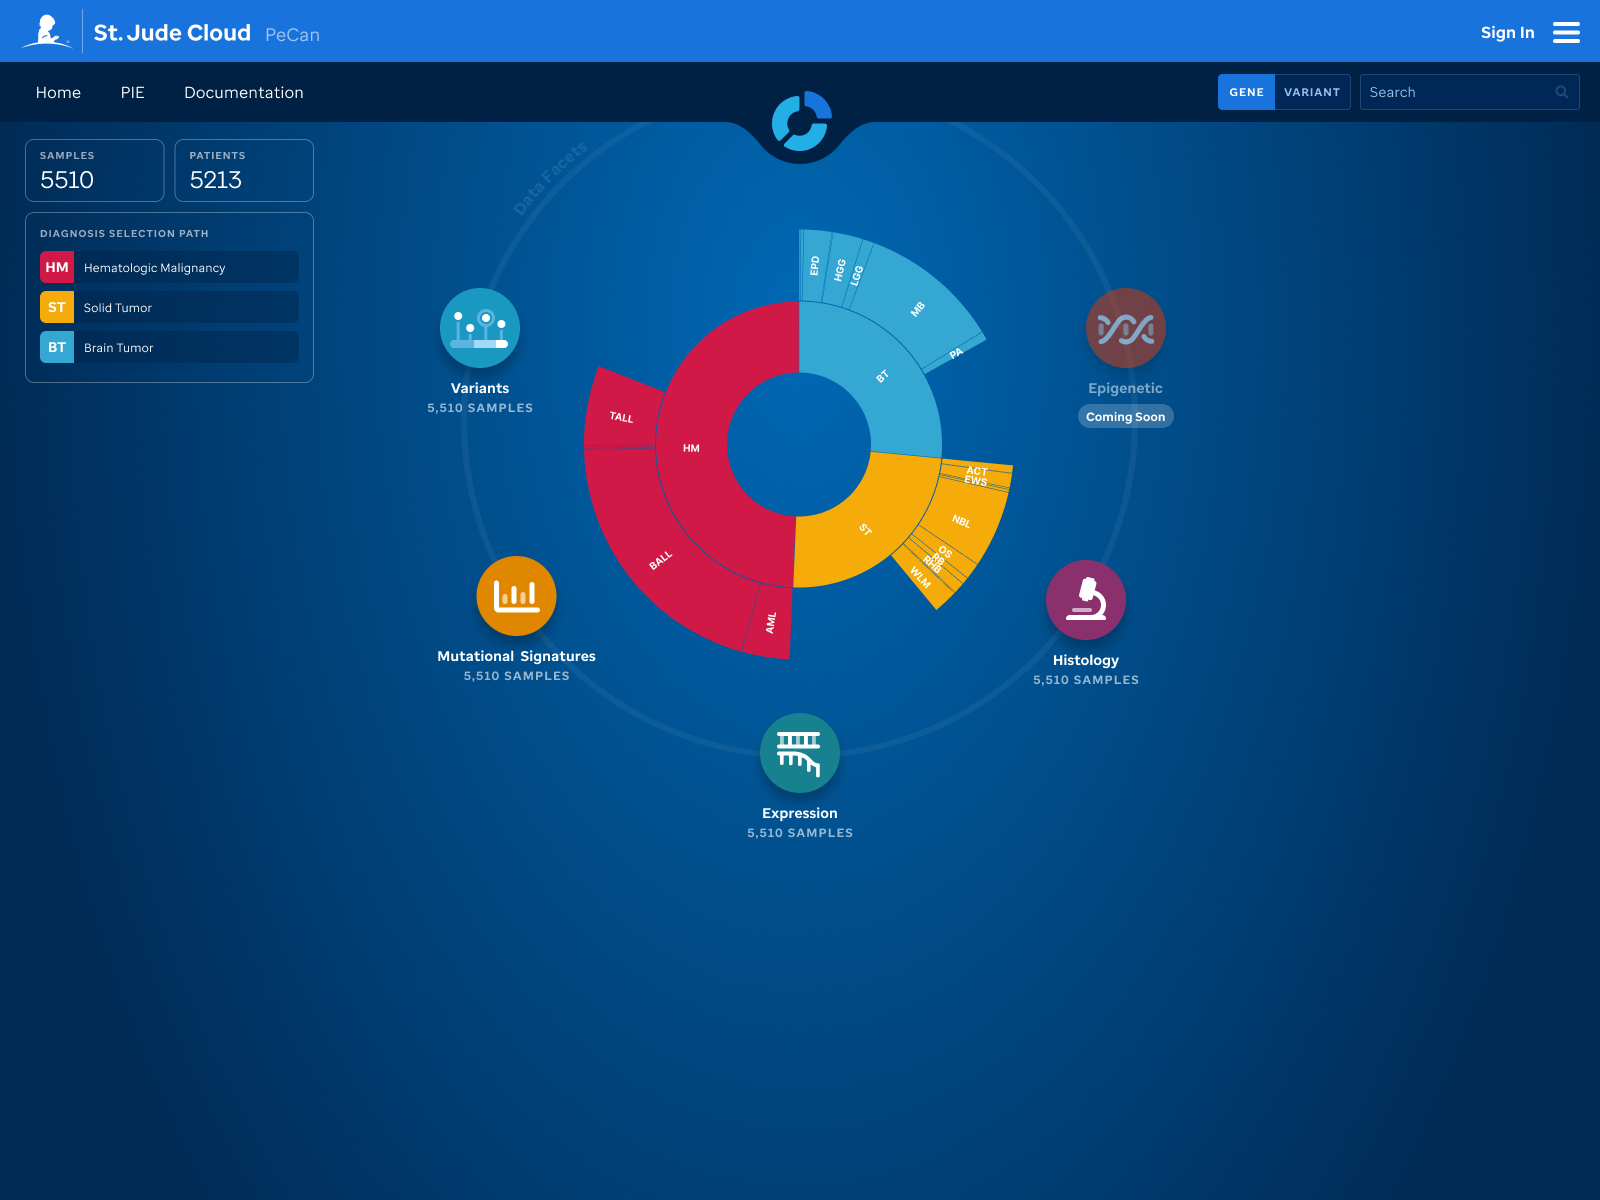 St. Jude Cloud PeCan
Sign In
Home
PIE
Documentation
GENE
VARIANT
Search
SAMPLES
5510
PATIENTS
5213
DIAGNOSIS SELECTION PATH
HM Hematologic Malignancy
ST Solid Tumor
BT Brain Tumor
Data Facets
EPD
HGG
LGG
MB
PA
BT
HM
TALL
BALL
AML
ST
ACT
EWS
NBL
OS
RB
RHB
WLM
Variants
5,510 SAMPLES
Epigenetic
Coming Soon
Mutational Signatures
5,510 SAMPLES
Histology
5,510 SAMPLES
Expression
5,510 SAMPLES